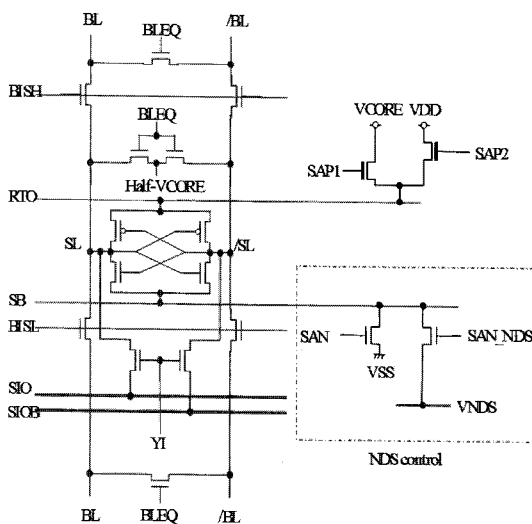 BL
/BL
BLEQ
BISH
BLEQ
VCORE
VDD
SAP1
SAP2
Half-VCORE
RTO
SL
/SL
SB
BISL
SAN
SAN_NDS
VSS
SIO
SIOB
VNDS
YI
NDS control
BL
BLEQ
/BL